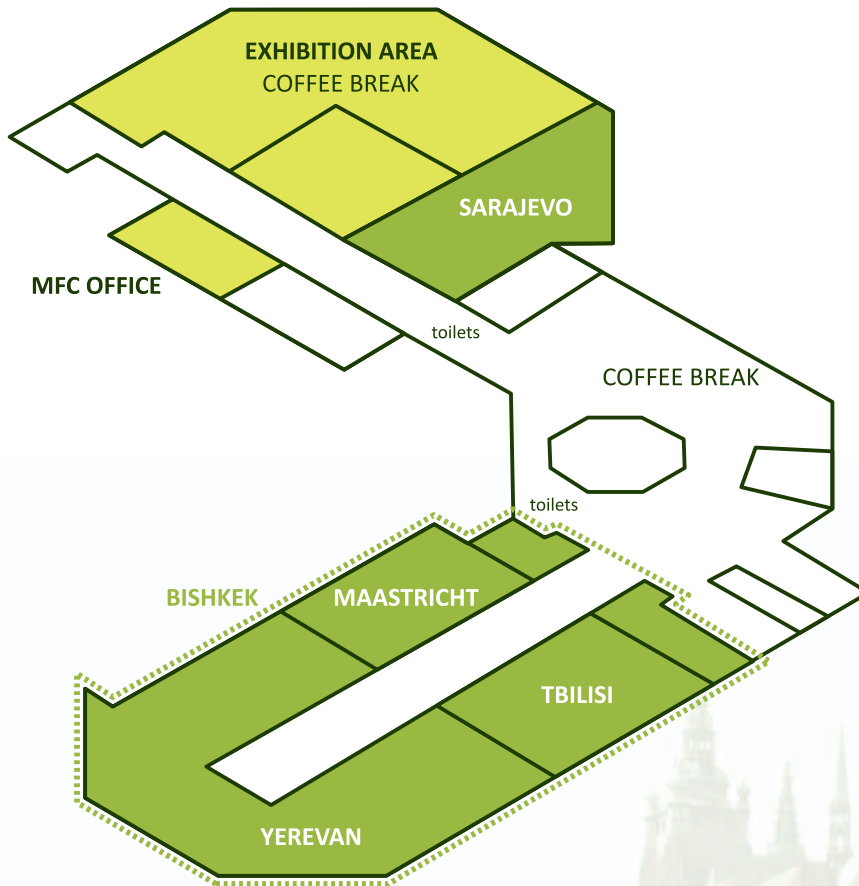 EXHIBITION AREA
COFFEE BREAK
SARAJEVO
MFC OFFICE
toilets
COFFEE BREAK
toilets
BISHKEK
MAASTRICHT
TBILISI
YEREVAN